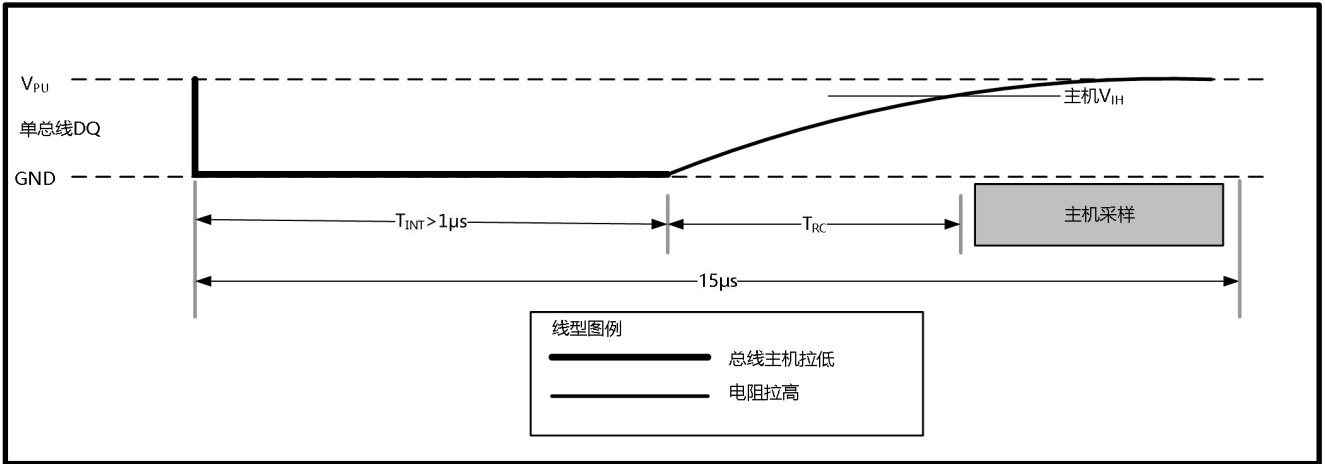 VPU
主机VIH
单总线DQ
GND
TINT>1μs
TRC
主机采样
15μs
线型图例
总线主机拉低
电阻拉高